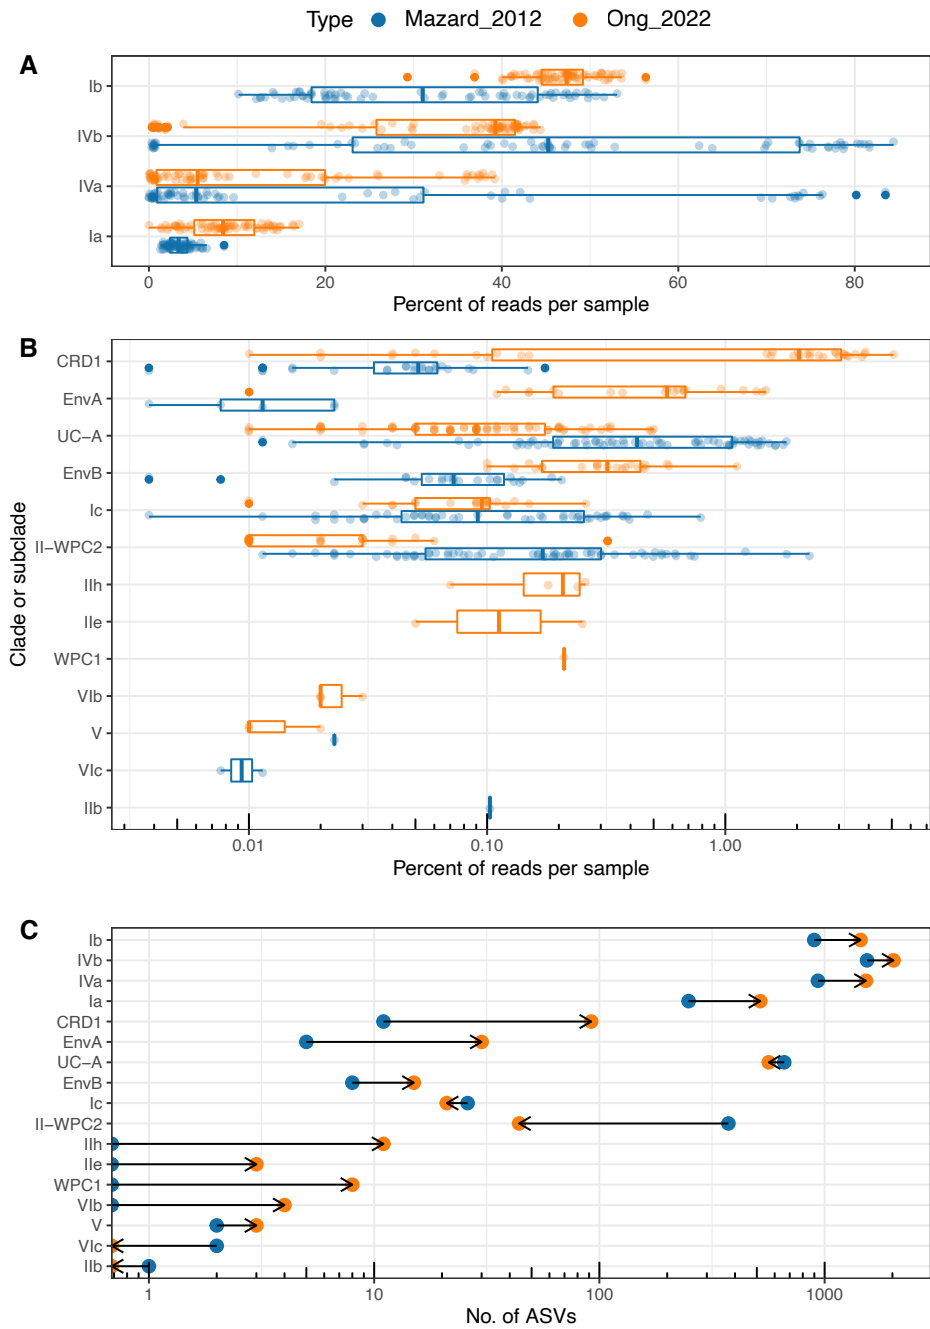 Type Mazard_2012 Ong_2022
A
Ib
IVb
IVa
Ia
0 20 40 60 80
Percent of reads per sample
B
Clade or subclade
CRD1
EnvA
UC−A
EnvB
Ic
II−WPC2
IIh
IIe
WPC1
VIb
V
VIc
IIb
0.01 0.10 1.00
Percent of reads per sample
C
Ib
IVb
IVa
Ia
CRD1
EnvA
UC−A
EnvB
Ic
II−WPC2
IIh
IIe
WPC1
VIb
V
VIc
IIb
1 10 100 1000
No. of ASVs